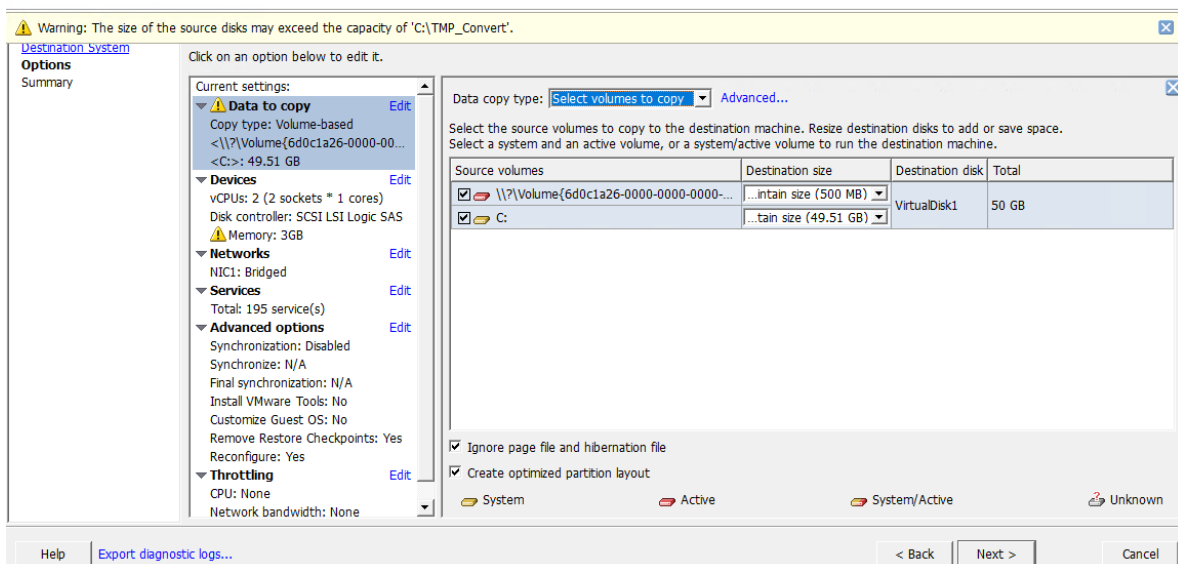 Warning: The size of the source disks may exceed the capacity of 'C:\TMP_Convert'.
Destination System
Options
Summary
Click on an option below to edit it.
Current settings:
Data to copy Edit
Copy type: Volume-based
<\\?\Volume{6d0c1a26-0000-00...
<C:>: 49.51 GB
Devices Edit
vCPUs: 2 (2 sockets * 1 cores)
Disk controller: SCSI LSI Logic SAS
Memory: 3GB
Networks Edit
NIC1: Bridged
Services Edit
Total: 195 service(s)
Advanced options Edit
Synchronization: Disabled
Synchronize: N/A
Final synchronization: N/A
Install VMware Tools: No
Customize Guest OS: No
Remove Restore Checkpoints: Yes
Reconfigure: Yes
Throttling Edit
CPU: None
Network bandwidth: None
Data copy type: Select volumes to copy Advanced...
Select the source volumes to copy to the destination machine. Resize destination disks to add or save space.
Select a system and an active volume, or a system/active volume to run the destination machine.
Source volumes Destination size Destination disk Total
\\?\Volume{6d0c1a26-0000-0000-0000-... ...intain size (500 MB)
VirtualDisk1 50 GB
C: ...tain size (49.51 GB)
Ignore page file and hibernation file
Create optimized partition layout
System Active System/Active Unknown
Help Export diagnostic logs... < Back Next > Cancel